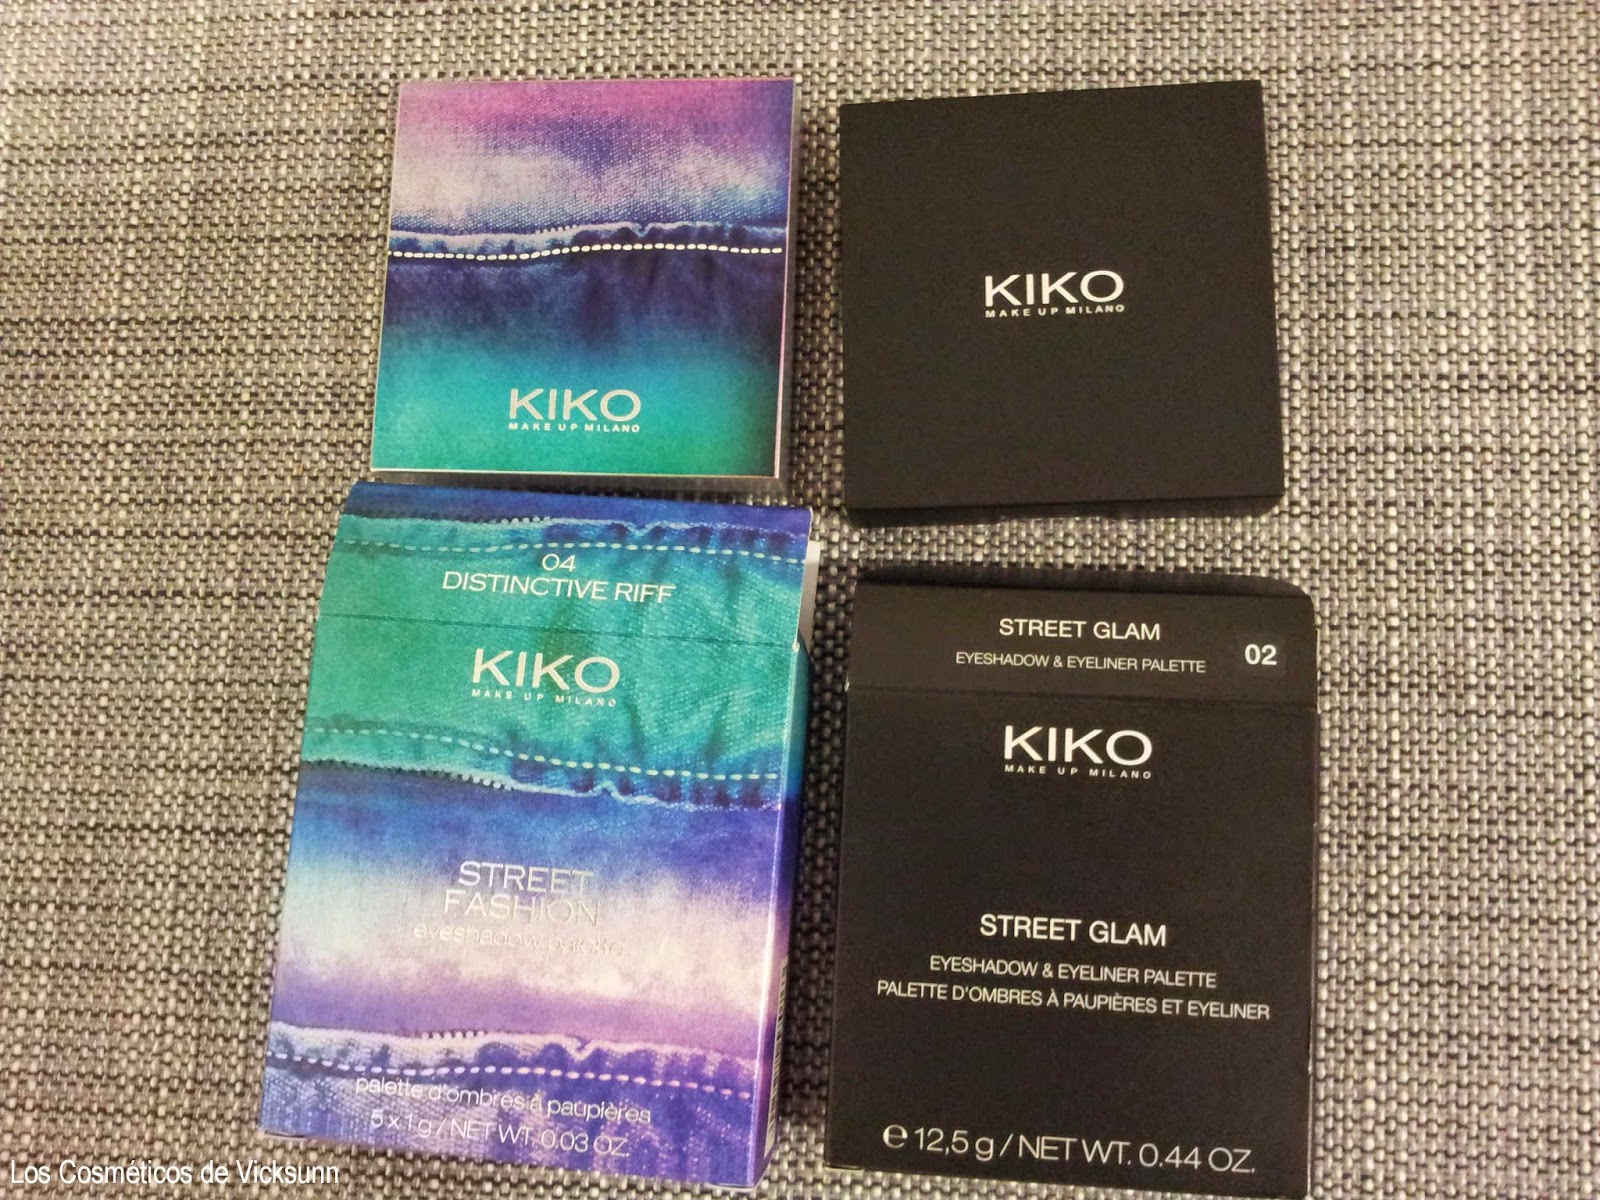 KIKO
MAKE UP MILANO
KIKO
MAKE UP MILANO
04
DISTINCTIVE RIFF
KIKO
MAKE UP MILANO
STREET
FASHION
eyeshadow palette
palette d'ombres à paupières
5 x 1 g / NET WT. 0.03 OZ.
STREET GLAM
EYESHADOW & EYELINER PALETTE
02
KIKO
MAKE UP MILANO
STREET GLAM
EYESHADOW & EYELINER PALETTE
PALETTE D'OMBRES À PAUPIÈRES ET EYELINER
℮ 12,5 g / NET WT. 0.44 OZ.
Los Cosméticos de Vicksunn